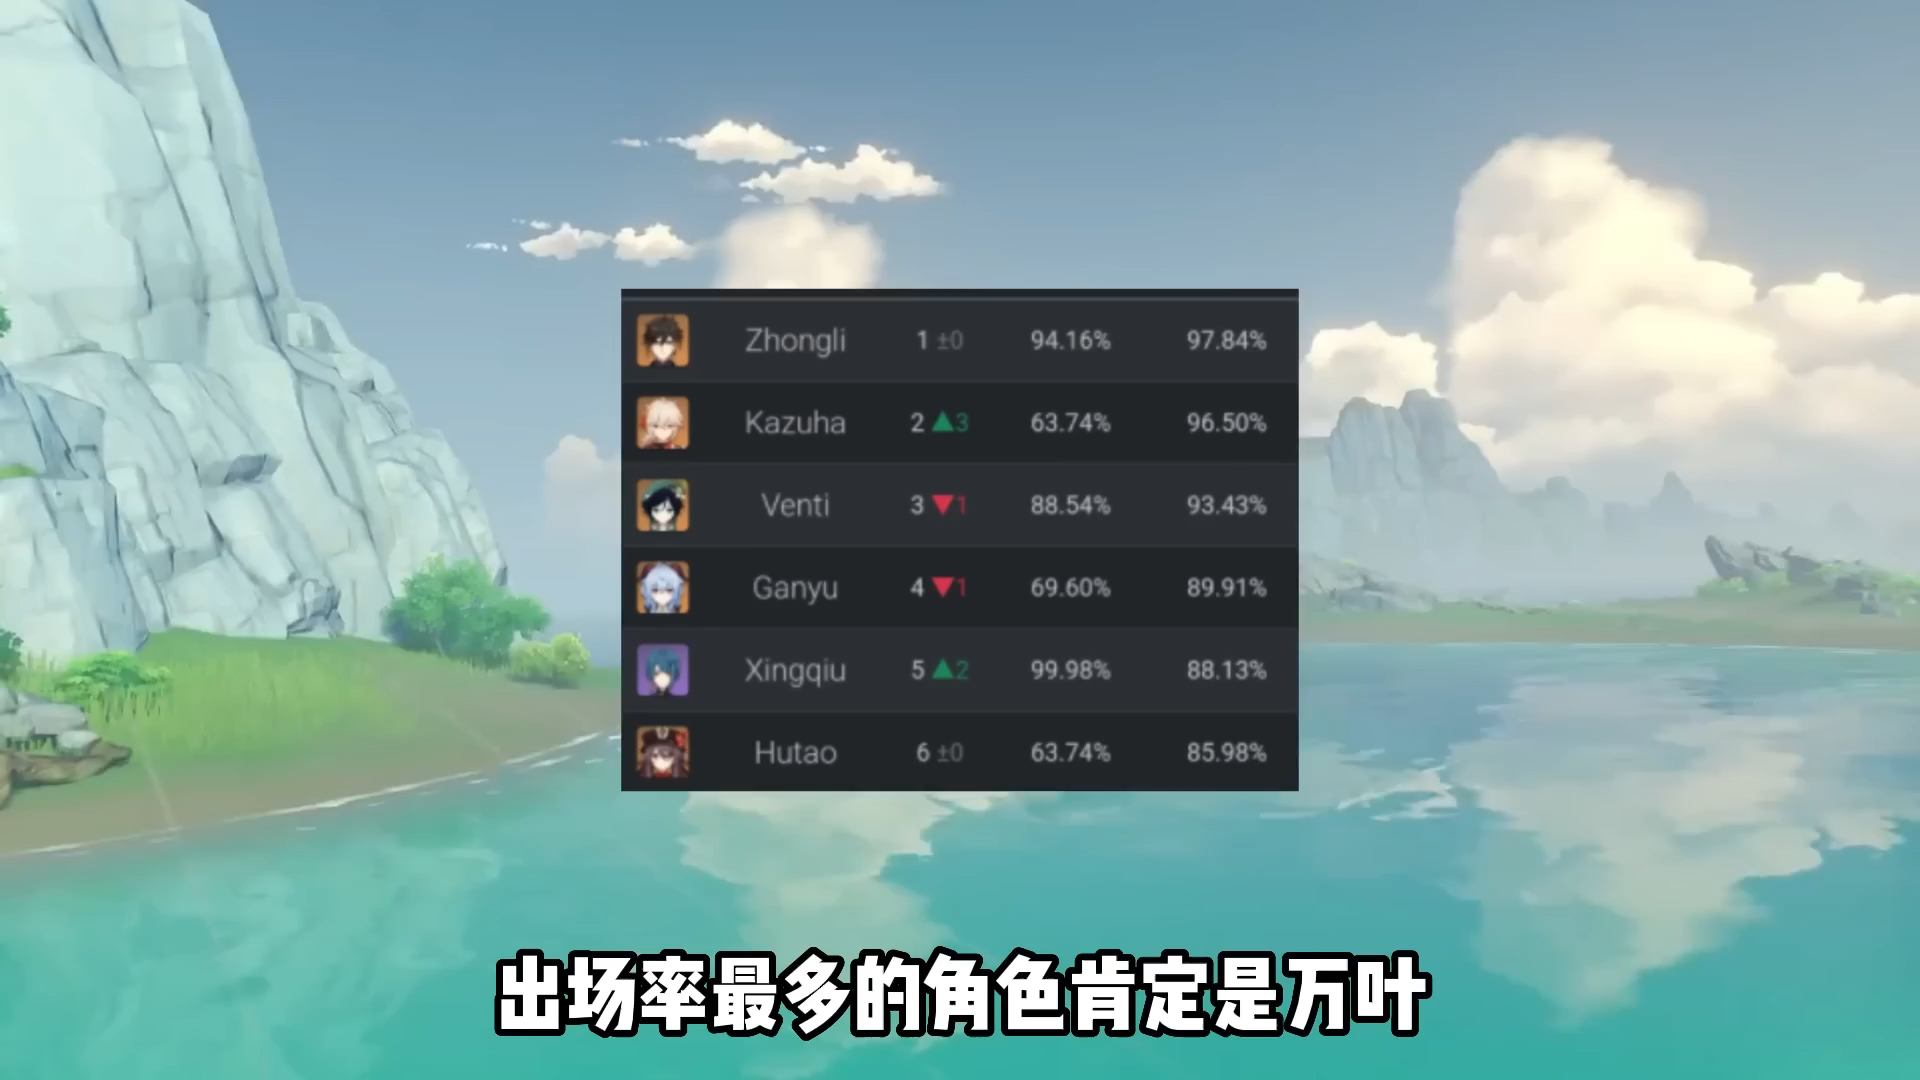 Zhongli 1 ±0 94.16% 97.84%
Kazuha 2 ▲3 63.74% 96.50%
Venti 3 ▼1 88.54% 93.43%
Ganyu 4 ▼1 69.60% 89.91%
Xingqiu 5 ▲2 99.98% 88.13%
Hutao 6 ±0 63.74% 85.98%
出场率最多的角色肯定是万叶